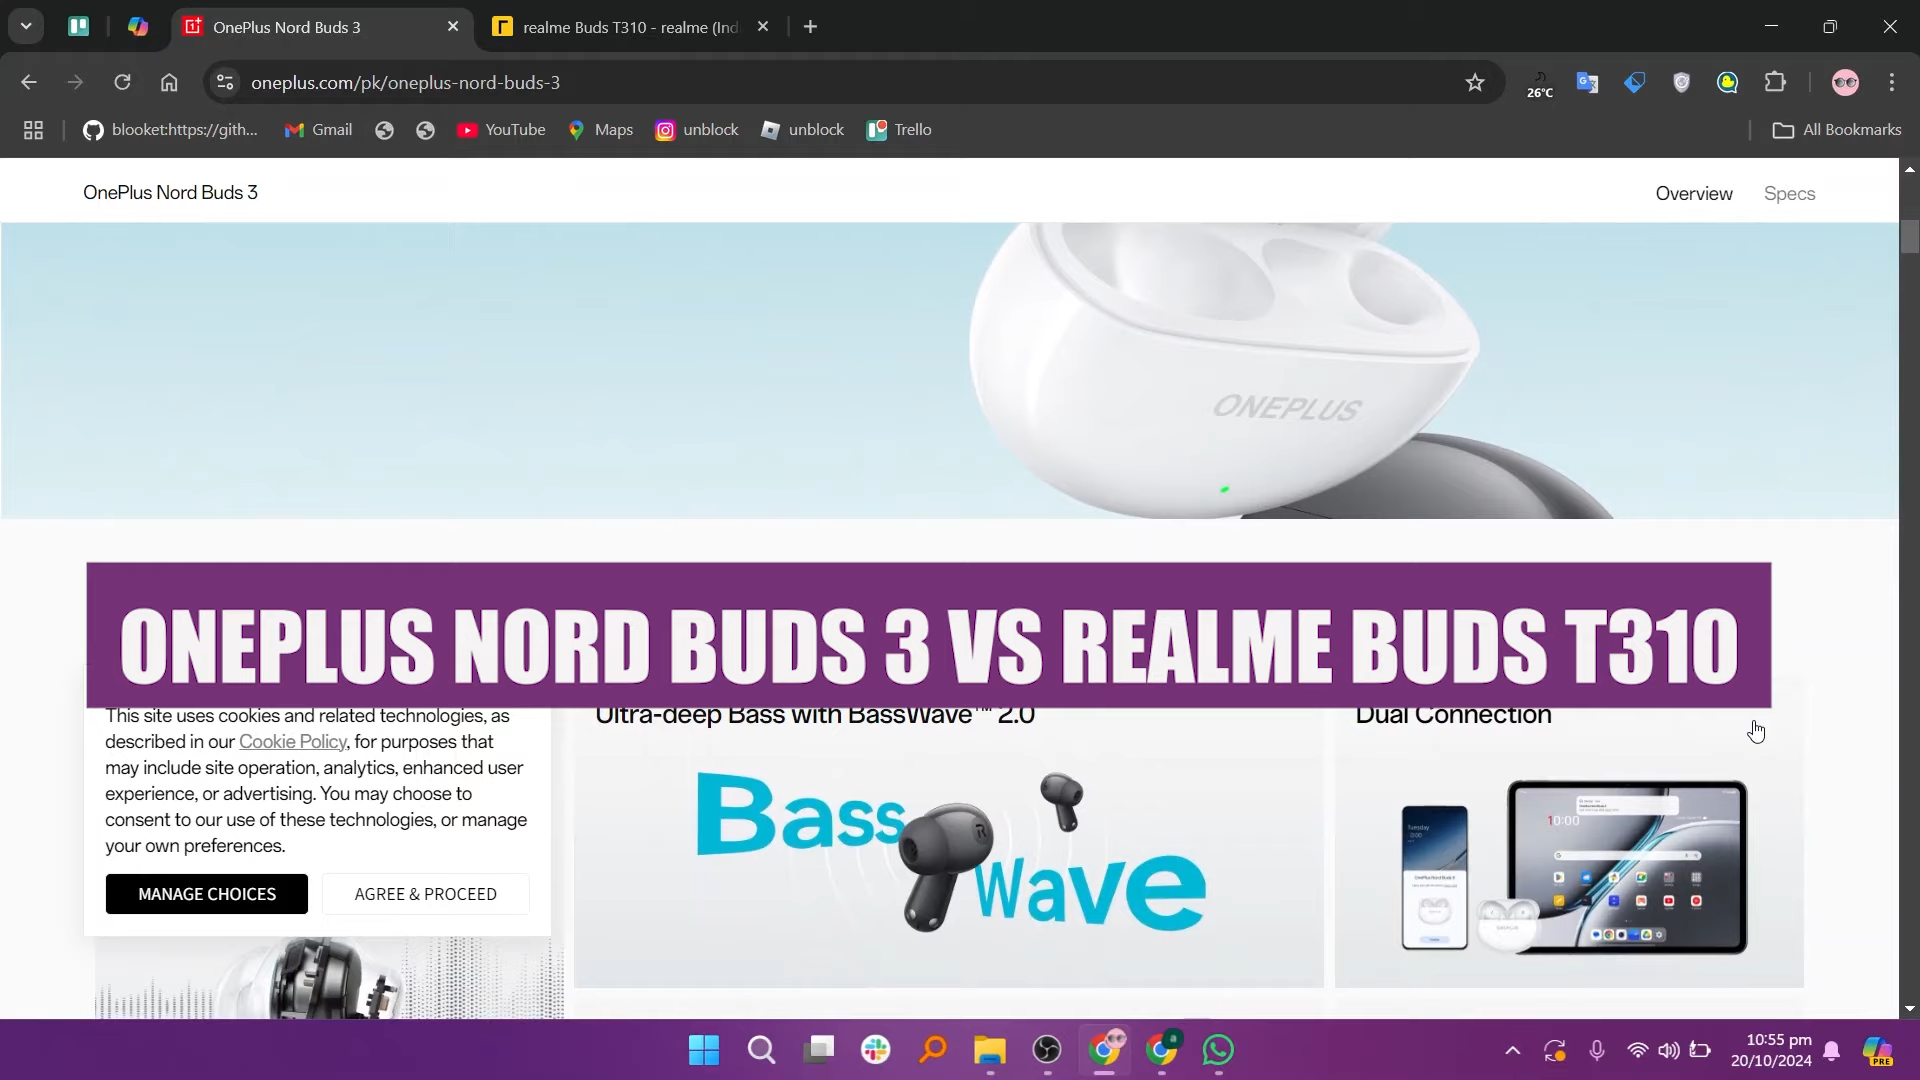 OnePlus Nord Buds 3
realme Buds T310 - realme (Ind
oneplus.com/pk/oneplus-nord-buds-3
26°C
blooket:https://gith...
Gmail
YouTube
Maps
unblock
unblock
Trello
All Bookmarks
OnePlus Nord Buds 3
Overview
Specs
ONEPLUS
ONEPLUS NORD BUDS 3 VS REALME BUDS T310
Ultra-deep Bass with BassWave™ 2.0
Dual Connection
This site uses cookies and related technologies, as
described in our Cookie Policy, for purposes that
may include site operation, analytics, enhanced user
experience, or advertising. You may choose to
consent to our use of these technologies, or manage
your own preferences.
MANAGE CHOICES
AGREE & PROCEED
Bass
Wave
10:00
10:55 pm
20/10/2024
PRE